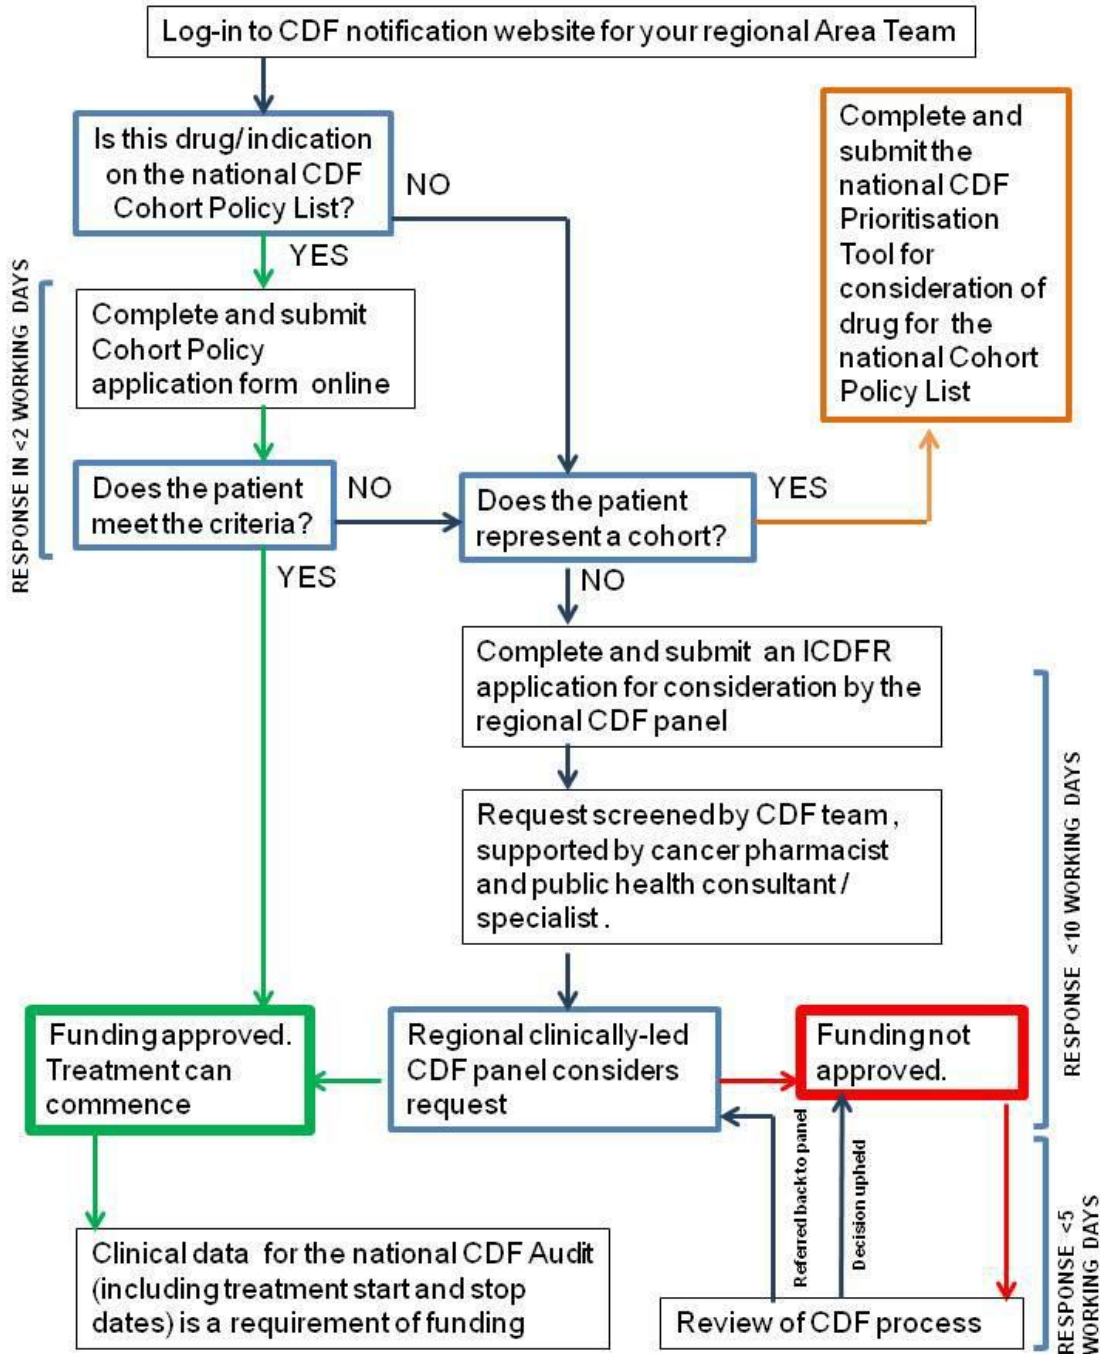 Log-in to CDF notification website for your regional Area Team
Is this drug/indication
on the national CDF
Cohort Policy List?
NO
YES
Complete and
submit the
national CDF
Prioritisation
Tool for
consideration of
drug for the
national Cohort
Policy List
RESPONSE IN <2 WORKING DAYS
Complete and submit
Cohort Policy
application form online
Does the patient
meet the criteria?
NO
YES
Does the patient
represent a cohort?
YES
NO
Complete and submit an ICDFR
application for consideration by the
regional CDF panel
Request screened by CDF team ,
supported by cancer pharmacist
and public health consultant /
specialist .
RESPONSE <10 WORKING DAYS
Funding approved.
Treatment can
commence
Regional clinically-led
CDF panel considers
request
Funding not
approved.
Referred back to panel
Decision upheld
Clinical data for the national CDF Audit
(including treatment start and stop
dates) is a requirement of funding
Review of CDF process
RESPONSE <5
WORKING DAYS